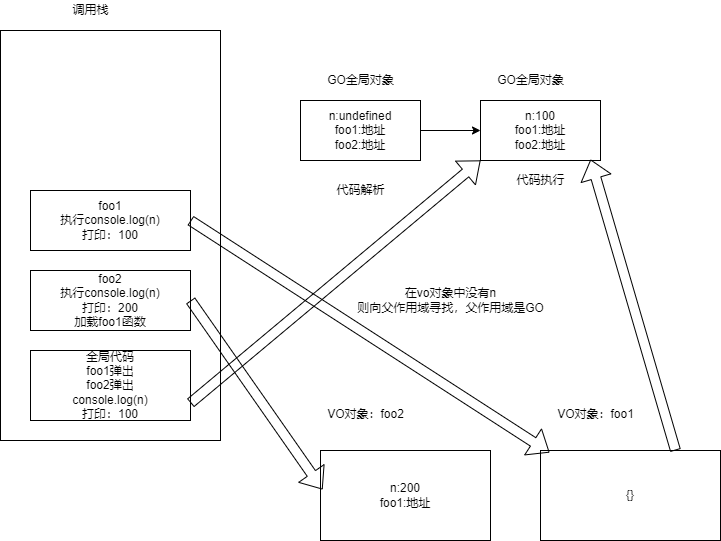 调用栈
GO全局对象
GO全局对象
n:undefined
foo1:地址
foo2:地址
n:100
foo1:地址
foo2:地址
代码解析
代码执行
foo1
执行console.log(n)
打印：100
foo2
执行console.log(n)
打印：200
加载foo1函数
在vo对象中没有n
则向父作用域寻找，父作用域是GO
全局代码
foo1弹出
foo2弹出
console.log(n)
打印：100
VO对象：foo2
VO对象：foo1
n:200
foo1:地址
{}